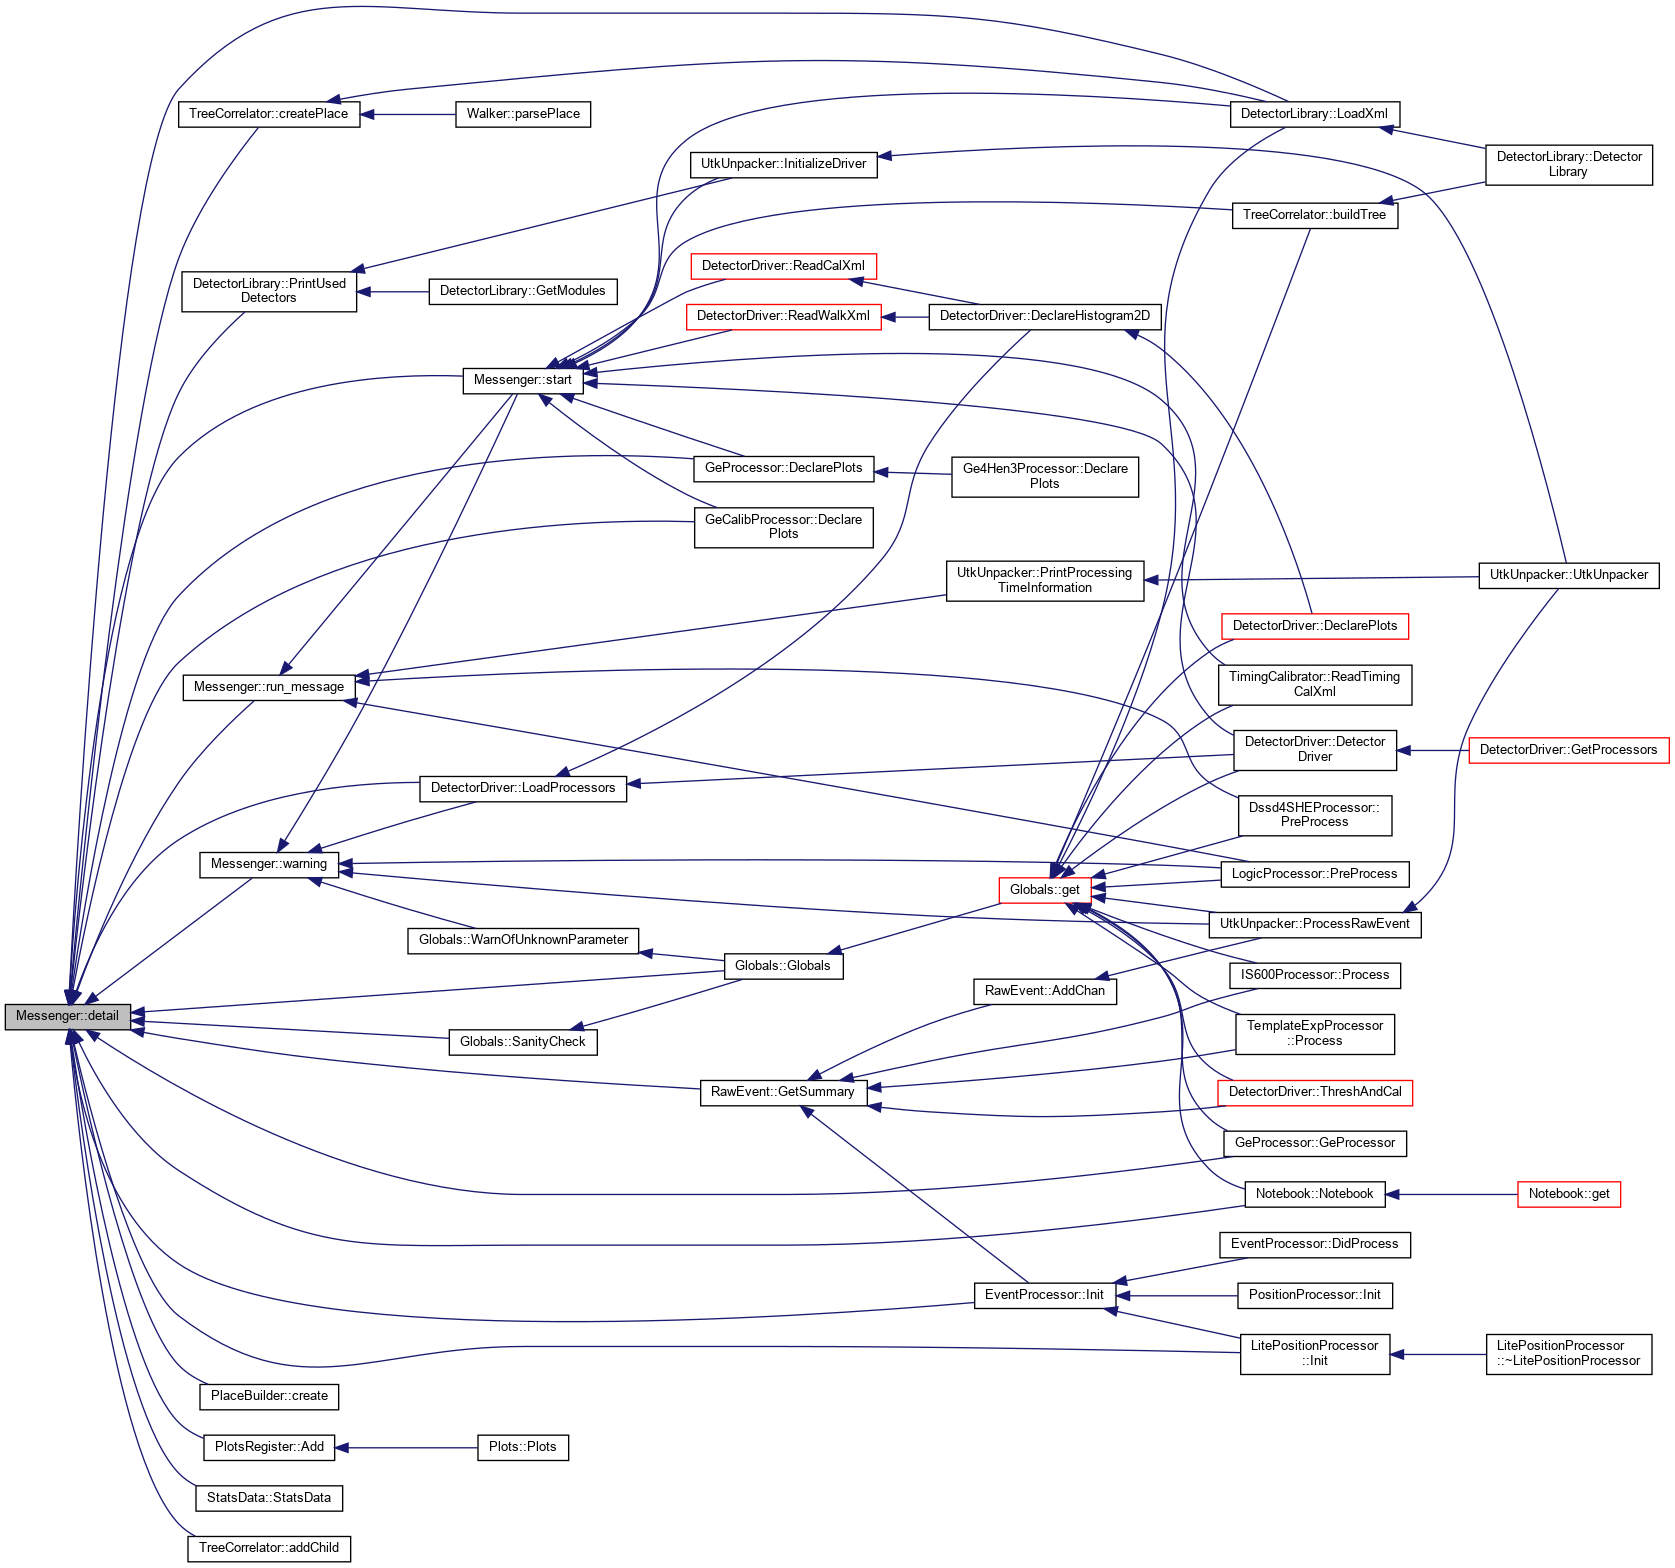 TreeCorrelator::createPlace
Walker::parsePlace
DetectorLibrary::LoadXml
UtkUnpacker::InitializeDriver
DetectorLibrary::Detector
Library
TreeCorrelator::buildTree
DetectorLibrary::PrintUsed
Detectors
DetectorLibrary::GetModules
DetectorDriver::ReadCalXml
DetectorDriver::ReadWalkXml
DetectorDriver::DeclareHistogram2D
Messenger::start
GeProcessor::DeclarePlots
Ge4Hen3Processor::Declare
Plots
GeCalibProcessor::Declare
Plots
UtkUnpacker::PrintProcessing
TimeInformation
UtkUnpacker::UtkUnpacker
DetectorDriver::DeclarePlots
Messenger::run_message
TimingCalibrator::ReadTiming
CalXml
DetectorDriver::Detector
Driver
DetectorDriver::GetProcessors
DetectorDriver::LoadProcessors
Dssd4SHEProcessor::
PreProcess
Messenger::warning
LogicProcessor::PreProcess
Globals::get
UtkUnpacker::ProcessRawEvent
Globals::WarnOfUnknownParameter
Globals::Globals
IS600Processor::Process
RawEvent::AddChan
Messenger::detail
TemplateExpProcessor
::Process
Globals::SanityCheck
RawEvent::GetSummary
DetectorDriver::ThreshAndCal
GeProcessor::GeProcessor
Notebook::Notebook
Notebook::get
EventProcessor::DidProcess
EventProcessor::Init
PositionProcessor::Init
LitePositionProcessor
::Init
LitePositionProcessor
::~LitePositionProcessor
PlaceBuilder::create
PlotsRegister::Add
Plots::Plots
StatsData::StatsData
TreeCorrelator::addChild